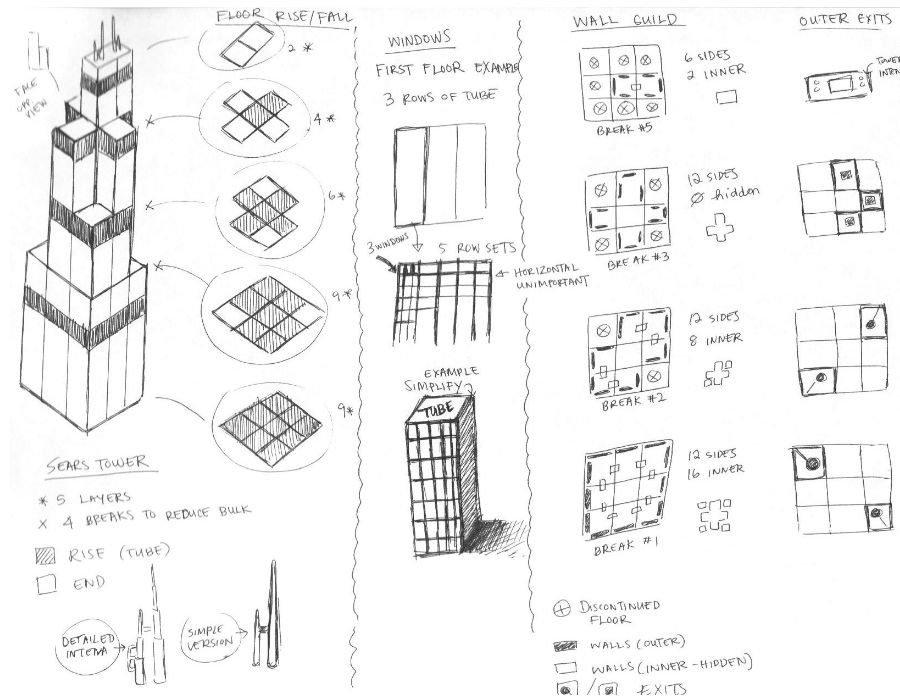 FLOOR RISE/FALL
FACE
OFF
VIEW
2 *
4 *
6 *
9 *
9 *
x
x
x
SEARS TOWER
* 5 LAYERS
x 4 BREAKS TO REDUCE BULK
RISE (TUBE)
END
DETAILED
SIMPLE
VERSION
WINDOWS
FIRST FLOOR EXAMPLE
3 ROWS OF TUBE
3 WINDOWS
5 ROW SETS
HORIZONTAL
UNIMPORTANT
EXAMPLE
SIMPLIFY
TUBE
WALL GUILD
6 SIDES
2 INNER
BREAK #5
12 SIDES
Ø hidden
BREAK #3
12 SIDES
8 INNER
BREAK #2
12 SIDES
16 INNER
BREAK #1
DISCONTINUED
FLOOR
WALLS (OUTER)
WALLS (INNER-HIDDEN)
/ EXITS
OUTER EXITS
TOWER